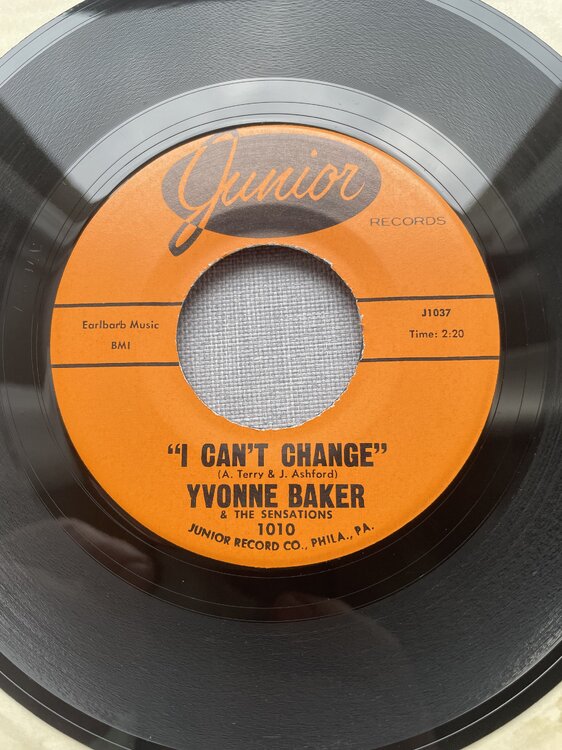 Junior
RECORDS
Earlbarb Music
BMI
J1037
Time: 2:20
"I CAN'T CHANGE"
(A. Terry & J. Ashford)
YVONNE BAKER
& THE SENSATIONS
1010
JUNIOR RECORD CO., PHILA., PA.